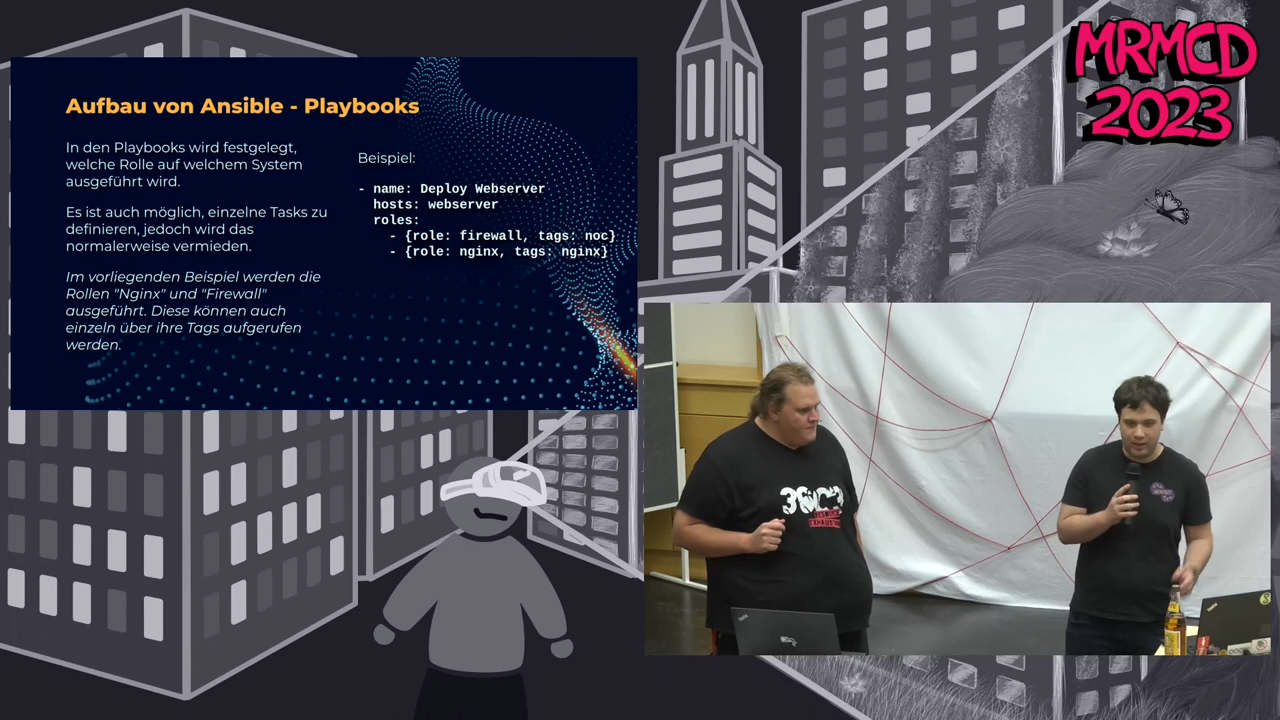 MRMCD
2023
Aufbau von Ansible - Playbooks
In den Playbooks wird festgelegt,
welche Rolle auf welchem System
ausgeführt wird.
Es ist auch möglich, einzelne Tasks zu
definieren, jedoch wird das
normalerweise vermieden.
Im vorliegenden Beispiel werden die
Rollen "Nginx" und "Firewall"
ausgeführt. Diese können auch
einzeln über ihre Tags aufgerufen
werden.
Beispiel:
- name: Deploy Webserver
hosts: webserver
roles:
- {role: firewall, tags: noc}
- {role: nginx, tags: nginx}